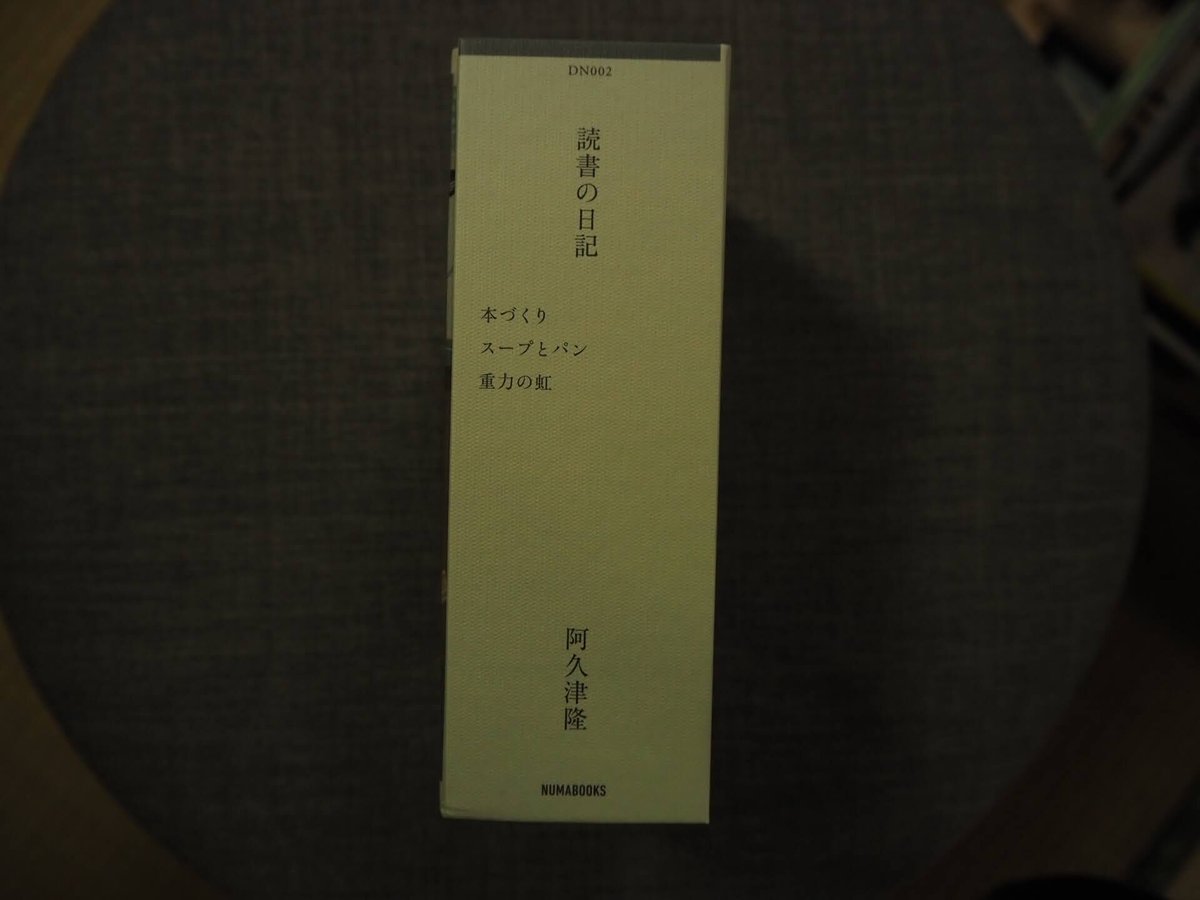 DN002
読書の日記
本づくり
スープとパン
重力の虹
阿久津隆
NUMABOOKS